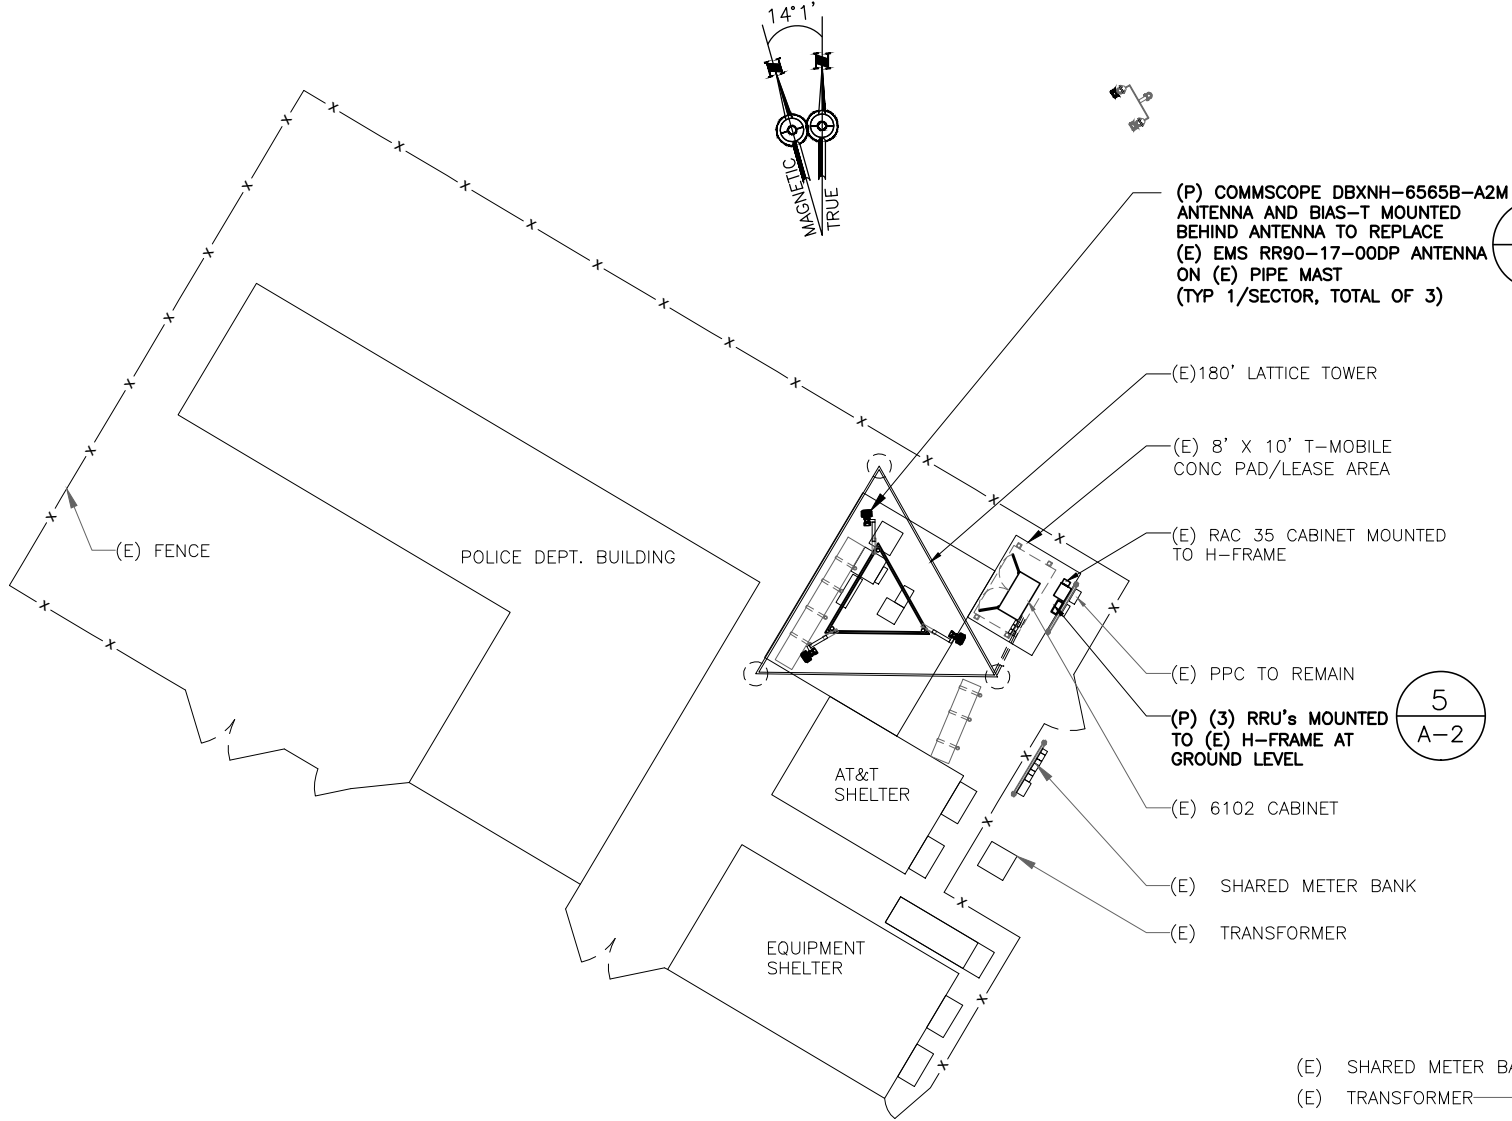 14°1'
N
N
MAGNETIC
TRUE
(P) COMMSCOPE DBXNH-6565B-A2M
ANTENNA AND BIAS-T MOUNTED
BEHIND ANTENNA TO REPLACE
(E) EMS RR90-17-00DP ANTENNA
ON (E) PIPE MAST
(TYP 1/SECTOR, TOTAL OF 3)
(E)180' LATTICE TOWER
(E) 8' X 10' T-MOBILE
CONC PAD/LEASE AREA
(E) RAC 35 CABINET MOUNTED
TO H-FRAME
(E) FENCE
POLICE DEPT. BUILDING
(E) PPC TO REMAIN
(P) (3) RRU's MOUNTED
TO (E) H-FRAME AT
GROUND LEVEL
5
A-2
AT&T
SHELTER
(E) 6102 CABINET
(E) SHARED METER BANK
(E) TRANSFORMER
EQUIPMENT
SHELTER
(E) SHARED METER BA
(E) TRANSFORMER